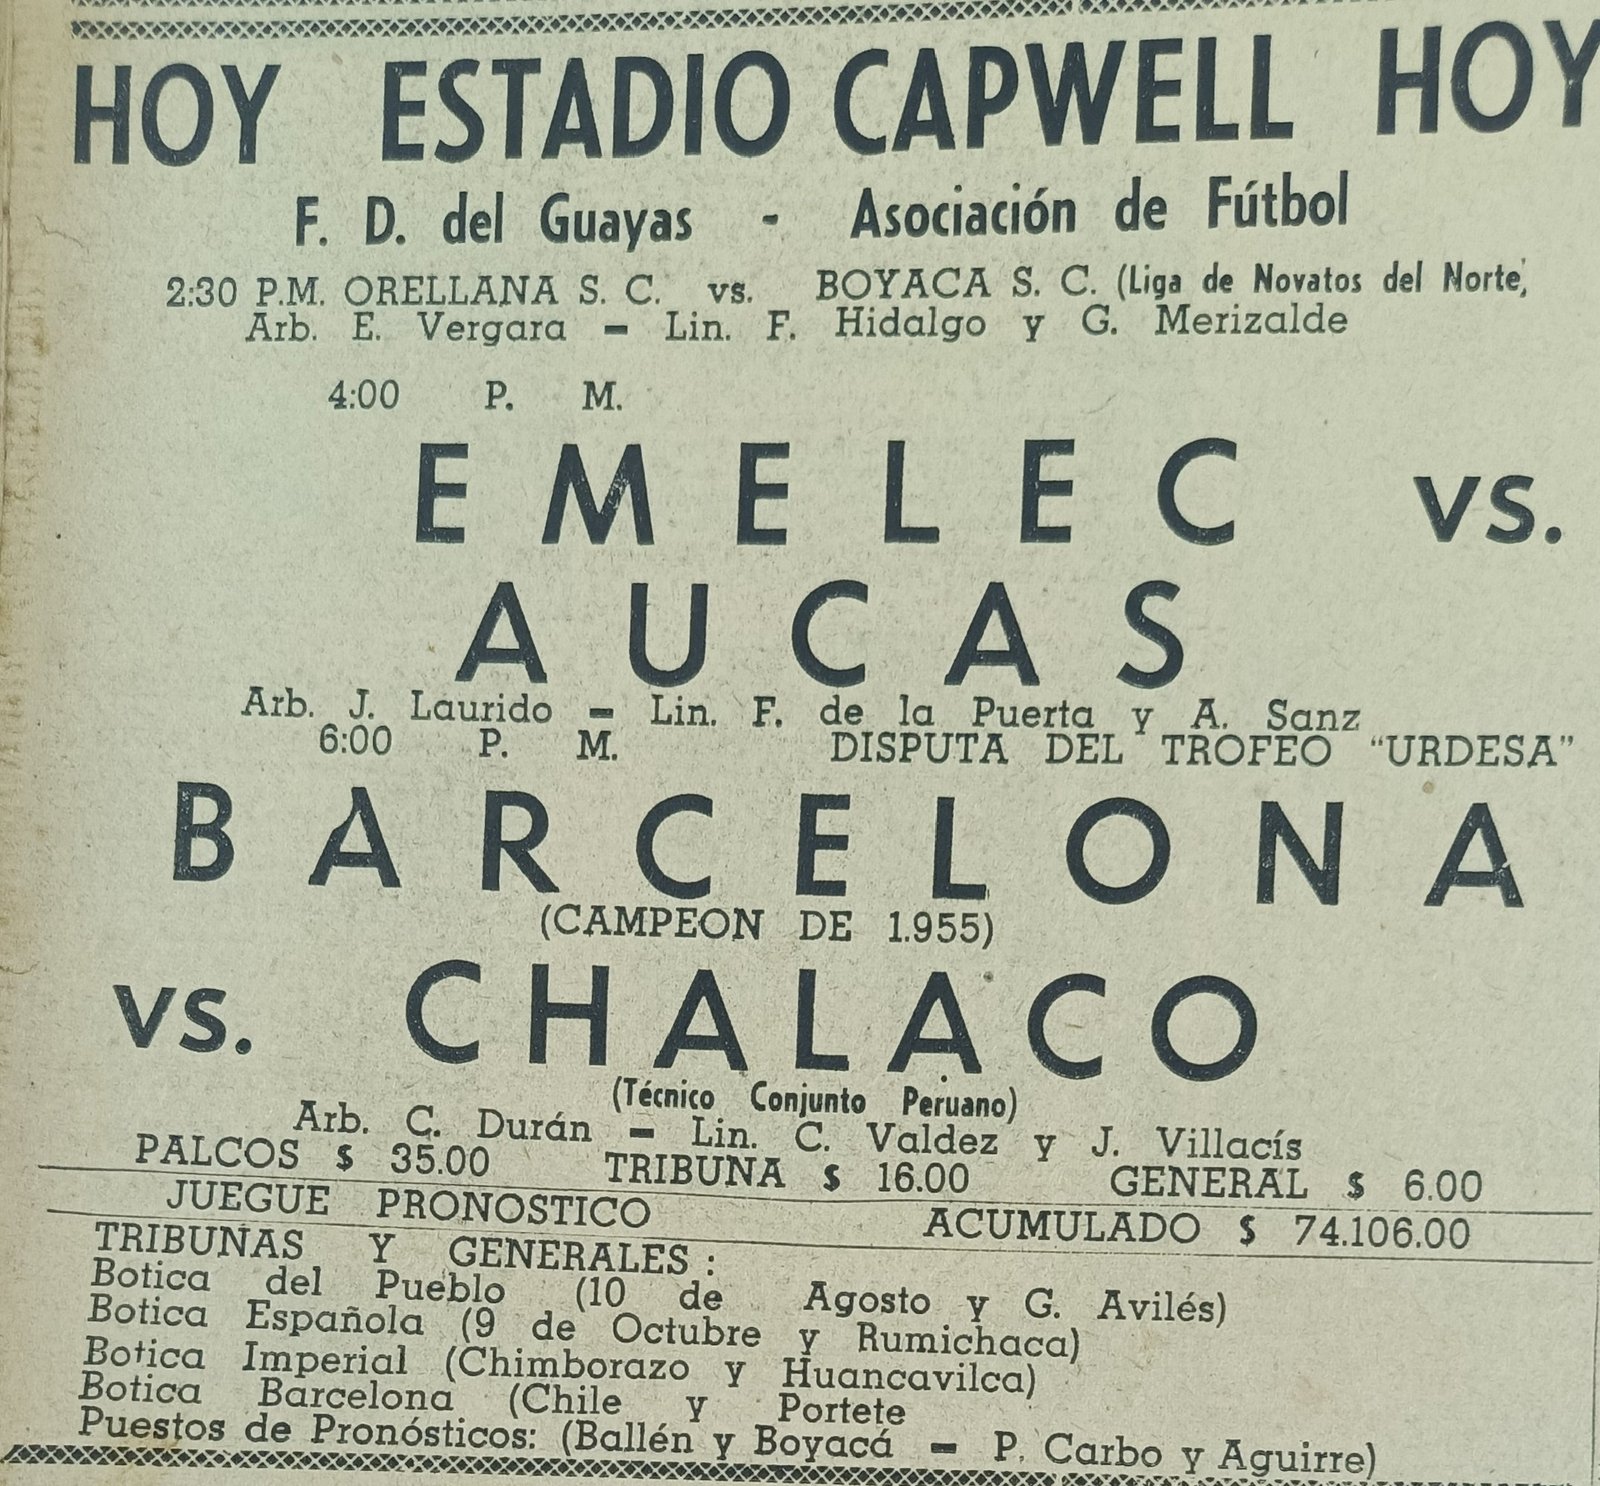 HOY ESTADIO CAPWELL HOY
F. D. del Guayas - Asociación de Fútbol
2:30 P.M. ORELLANA S. C. vs. BOYACA S. C. (Liga de Novatos del Norte,
Arb. E. Vergara - Lin. F. Hidalgo y G. Merizalde
4:00 P. M.
EMELEC vs.
AUCAS
Arb. J. Laurido - Lin. F. de la Puerta y A. Sanz
6:00 P. M. DISPUTA DEL TROFEO "URDESA"
BARCELONA
(CAMPEON DE 1.955)
vs. CHALACO
(Técnico Conjunto Peruano)
Arb. C. Durán - Lin. C. Valdez y J. Villacís
PALCOS $ 35.00 TRIBUNA $ 16.00 GENERAL $ 6.00
JUEGUE PRONOSTICO ACUMULADO $ 74.106.00
TRIBUNAS Y GENERALES :
Botica del Pueblo (10 de Agosto y G. Avilés)
Botica Española (9 de Octubre y Rumichaca)
Botica Imperial (Chimborazo y Huancavilca)
Botica Barcelona (Chile y Portete
Puestos de Pronósticos: (Ballén y Boyacá - P. Carbo y Aguirre)